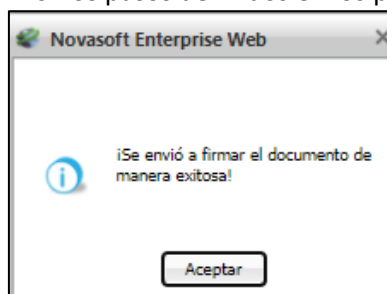 Novasoft Enterprise Web
¡Se envió a firmar el documento de
manera exitosa!
Aceptar